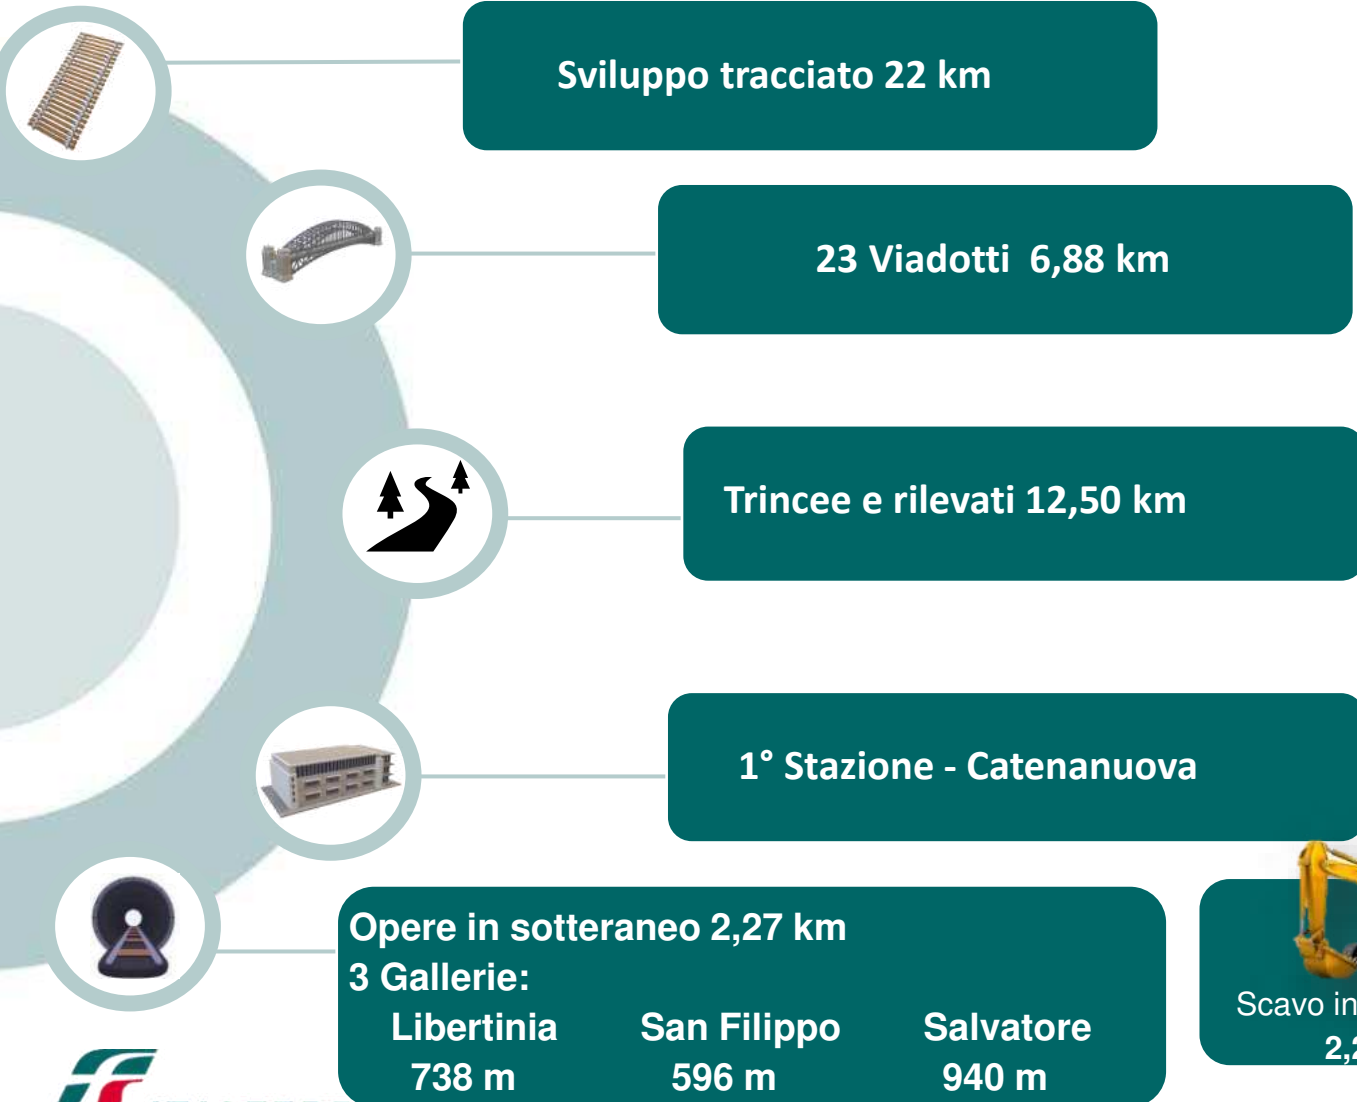 Sviluppo tracciato 22 km
23 Viadotti 6,88 km
Trincee e rilevati 12,50 km
1° Stazione - Catenanuova
Opere in sotteraneo 2,27 km
3 Gallerie:
Libertinia San Filippo Salvatore
738 m 596 m 940 m
Scavo in